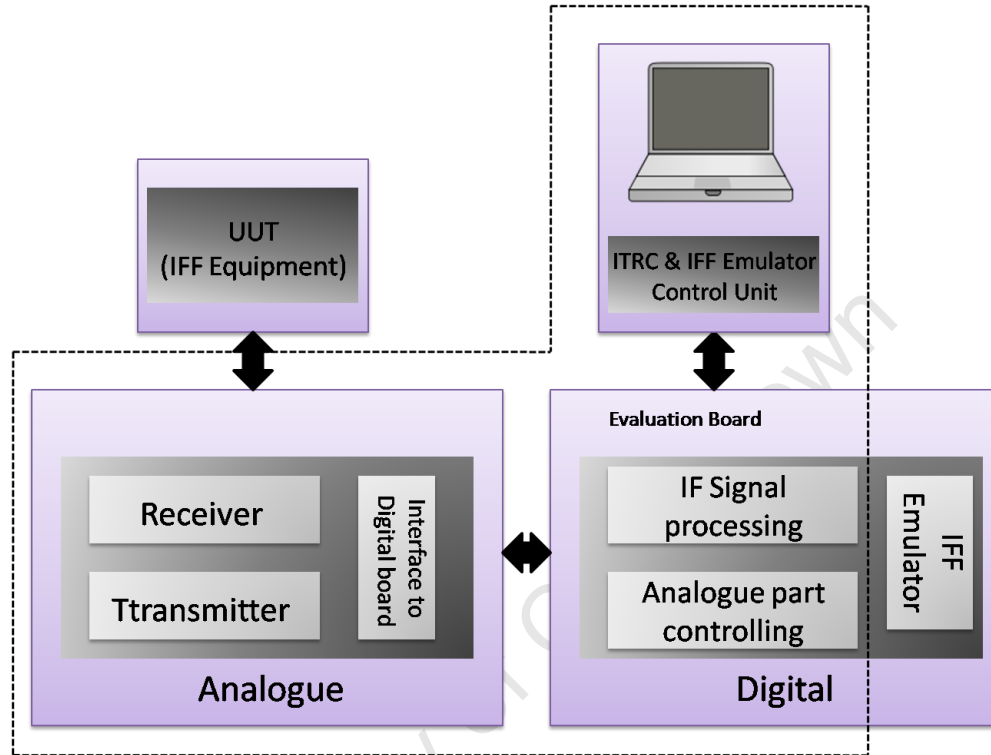 UUT
(IFF Equipment)
ITRC & IFF Emulator
Control Unit
Receiver
Ttransmitter
Interface to
Digital board
Analogue
Evaluation Board
IF Signal
processing
Analogue part
controlling
IFF
Emulator
Digital